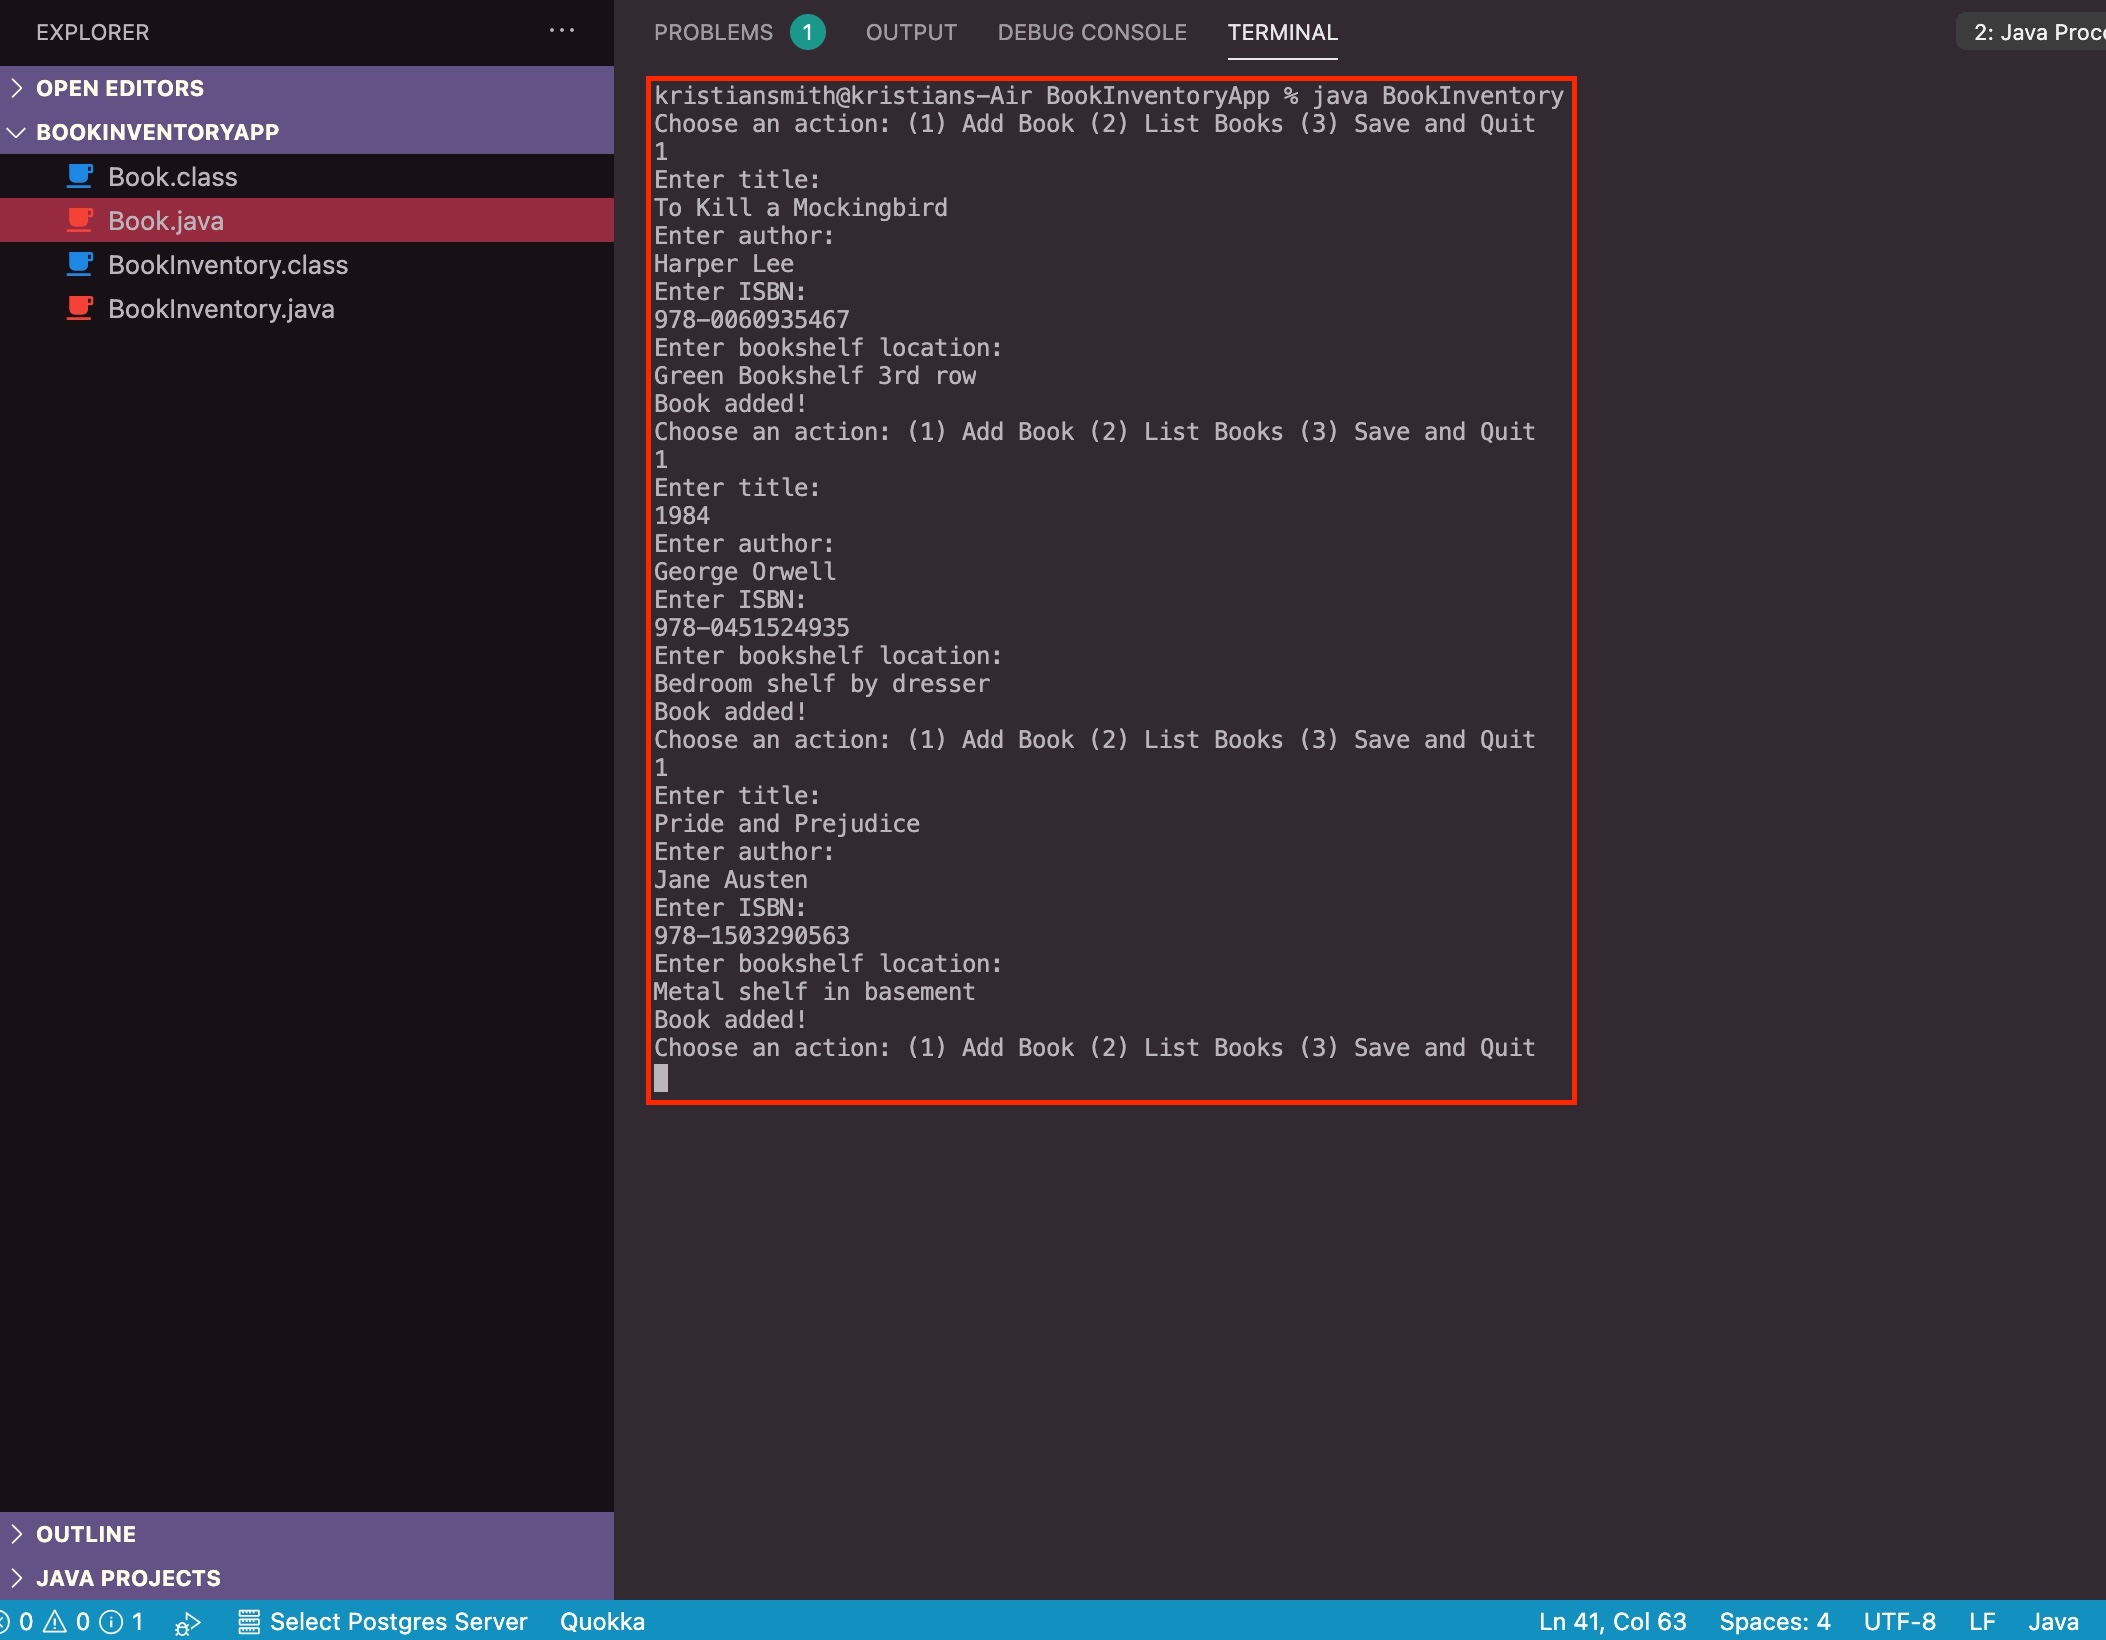 EXPLORER
OPEN EDITORS
BOOKINVENTORYAPP
Book.class
Book.java
BookInventory.class
BookInventory.java
OUTLINE
JAVA PROJECTS
PROBLEMS 1 OUTPUT DEBUG CONSOLE TERMINAL 2: Java Proc
kristiansmith@kristians-Air BookInventoryApp % java BookInventory
Choose an action: (1) Add Book (2) List Books (3) Save and Quit
1
Enter title:
To Kill a Mockingbird
Enter author:
Harper Lee
Enter ISBN:
978-0060935467
Enter bookshelf location:
Green Bookshelf 3rd row
Book added!
Choose an action: (1) Add Book (2) List Books (3) Save and Quit
1
Enter title:
1984
Enter author:
George Orwell
Enter ISBN:
978-0451524935
Enter bookshelf location:
Bedroom shelf by dresser
Book added!
Choose an action: (1) Add Book (2) List Books (3) Save and Quit
1
Enter title:
Pride and Prejudice
Enter author:
Jane Austen
Enter ISBN:
978-1503290563
Enter bookshelf location:
Metal shelf in basement
Book added!
Choose an action: (1) Add Book (2) List Books (3) Save and Quit
0 0 1 Select Postgres Server Quokka Ln 41, Col 63 Spaces: 4 UTF-8 LF Java